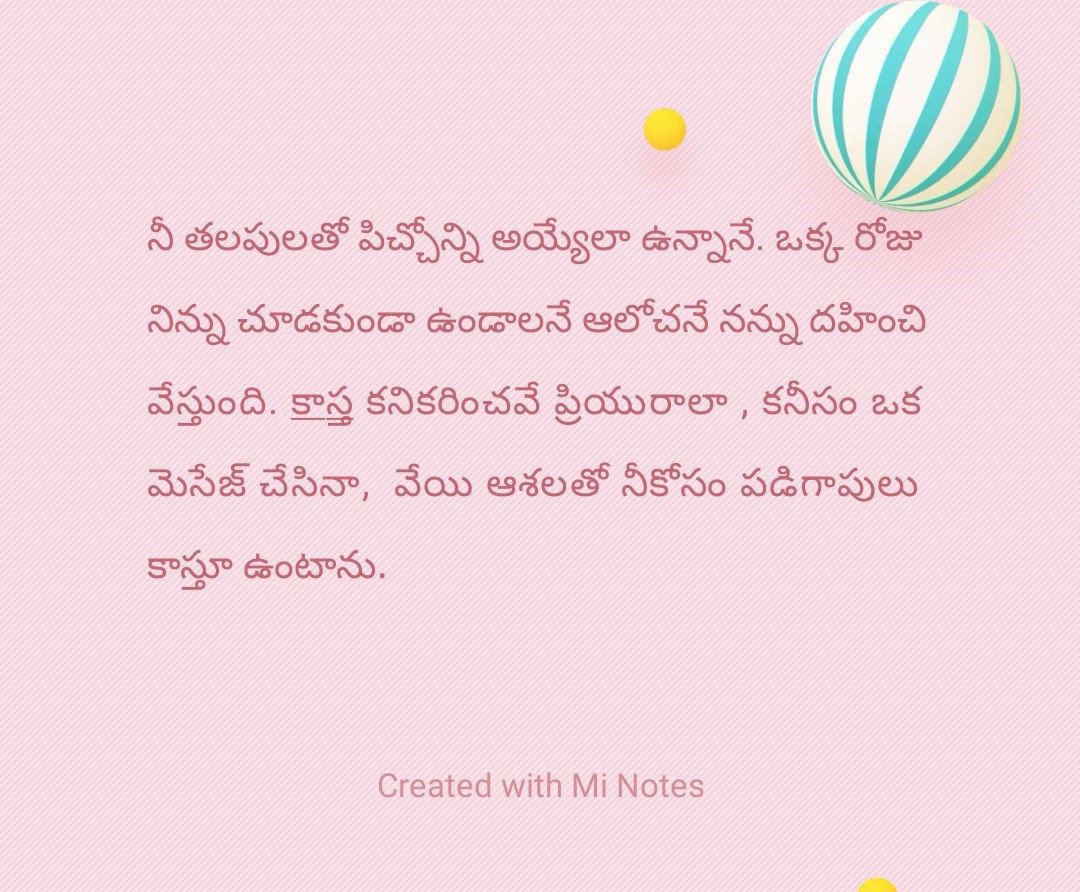 నీ తలపులతో పిచ్చోన్ని అయ్యేలా ఉన్నానే. ఒక్క రోజు
నిన్ను చూడకుండా ఉండాలనే ఆలోచనే నన్ను దహించి
వేస్తుంది. కాస్త కనికరించవే ప్రియురాలా , కనీసం ఒక
మెసేజ్ చేసినా,  వేయి ఆశలతో నీకోసం పడిగాపులు
కాస్తూ ఉంటాను.
Created with Mi Notes